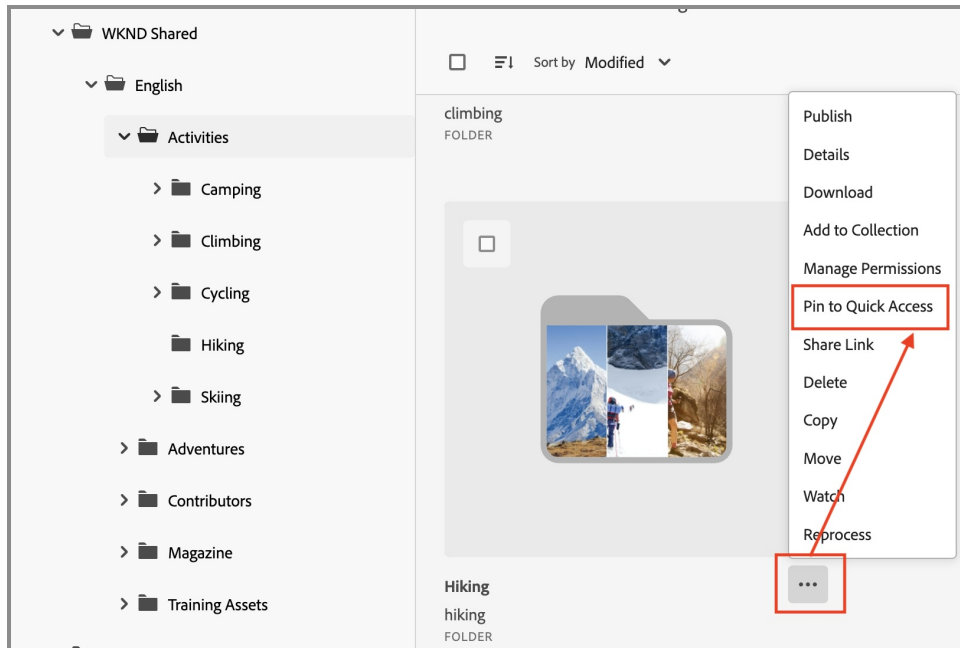 WKND Shared
English
Activities
Camping
Climbing
Cycling
Hiking
Skiing
Adventures
Contributors
Magazine
Training Assets
Sort by Modified
climbing
FOLDER
Hiking
hiking
FOLDER
Publish
Details
Download
Add to Collection
Manage Permissions
Pin to Quick Access
Share Link
Delete
Copy
Move
Watch
Reprocess